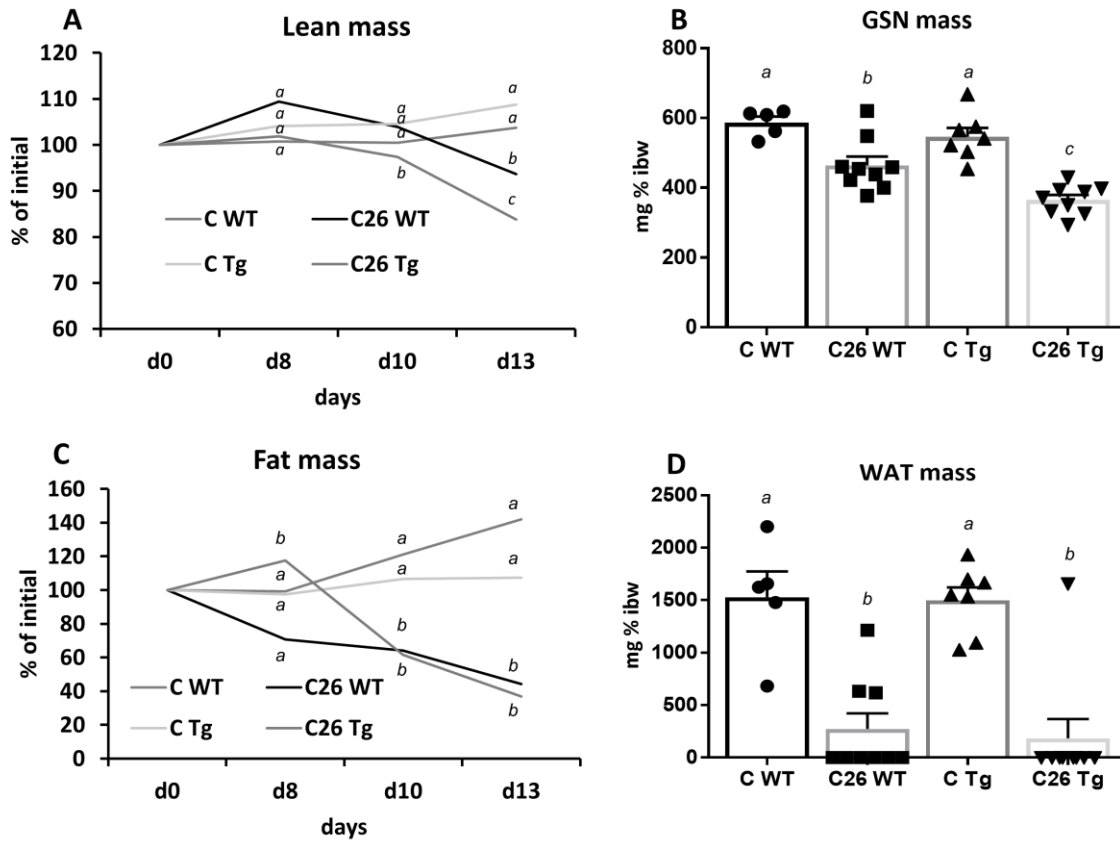 A
Lean mass
120
110
100
90
80
70
60
% of initial
a
a
a
a
a
a
a
b
a
a
b
c
C WT
C26 WT
C Tg
C26 Tg
d0 d8 d10 d13
days
B
GSN mass
800
600
400
200
0
mg % ibw
a b a c
C WT C26 WT C Tg C26 Tg
C
Fat mass
160
140
120
100
80
60
40
20
0
% of initial
b
a
a
a
a
a
b
b
a
a
b
b
C WT
C26 WT
C Tg
C26 Tg
d0 d8 d10 d13
days
D
WAT mass
2500
2000
1500
1000
500
0
mg % ibw
a b a b
C WT C26 WT C Tg C26 Tg